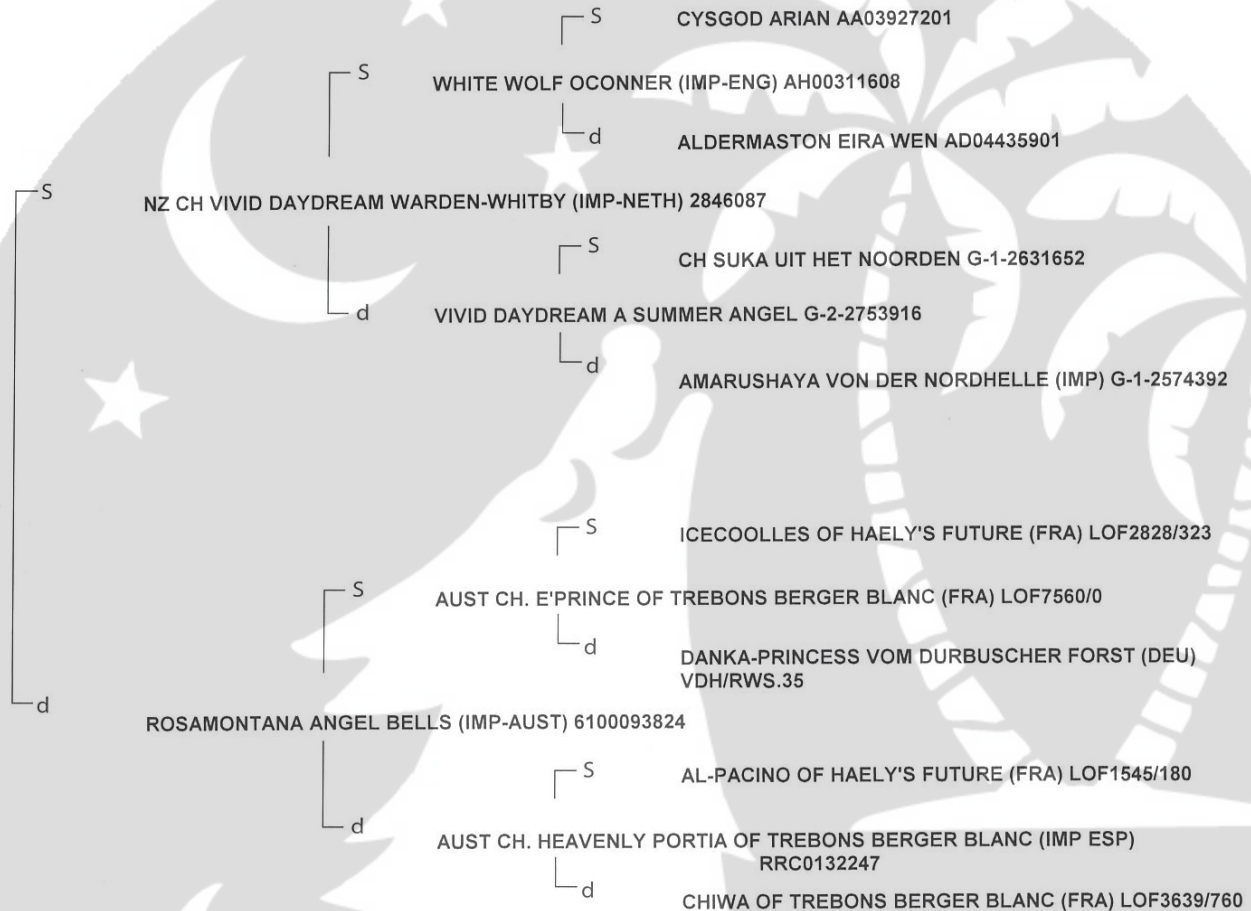 S CYSGOD ARIAN AA03927201
S WHITE WOLF OCONNER (IMP-ENG) AH00311608
d ALDERMASTON EIRA WEN AD04435901
S NZ CH VIVID DAYDREAM WARDEN-WHITBY (IMP-NETH) 2846087
S CH SUKA UIT HET NOORDEN G-1-2631652
d VIVID DAYDREAM A SUMMER ANGEL G-2-2753916
d AMARUSHAYA VON DER NORDHELLE (IMP) G-1-2574392
S ICECOOLLES OF HAELY'S FUTURE (FRA) LOF2828/323
S AUST CH. E'PRINCE OF TREBONS BERGER BLANC (FRA) LOF7560/0
d DANKA-PRINCESS VOM DURBUSCHER FORST (DEU)
VDH/RWS.35
d ROSAMONTANA ANGEL BELLS (IMP-AUST) 6100093824
S AL-PACINO OF HAELY'S FUTURE (FRA) LOF1545/180
d AUST CH. HEAVENLY PORTIA OF TREBONS BERGER BLANC (IMP ESP)
RRC0132247
d CHIWA OF TREBONS BERGER BLANC (FRA) LOF3639/760